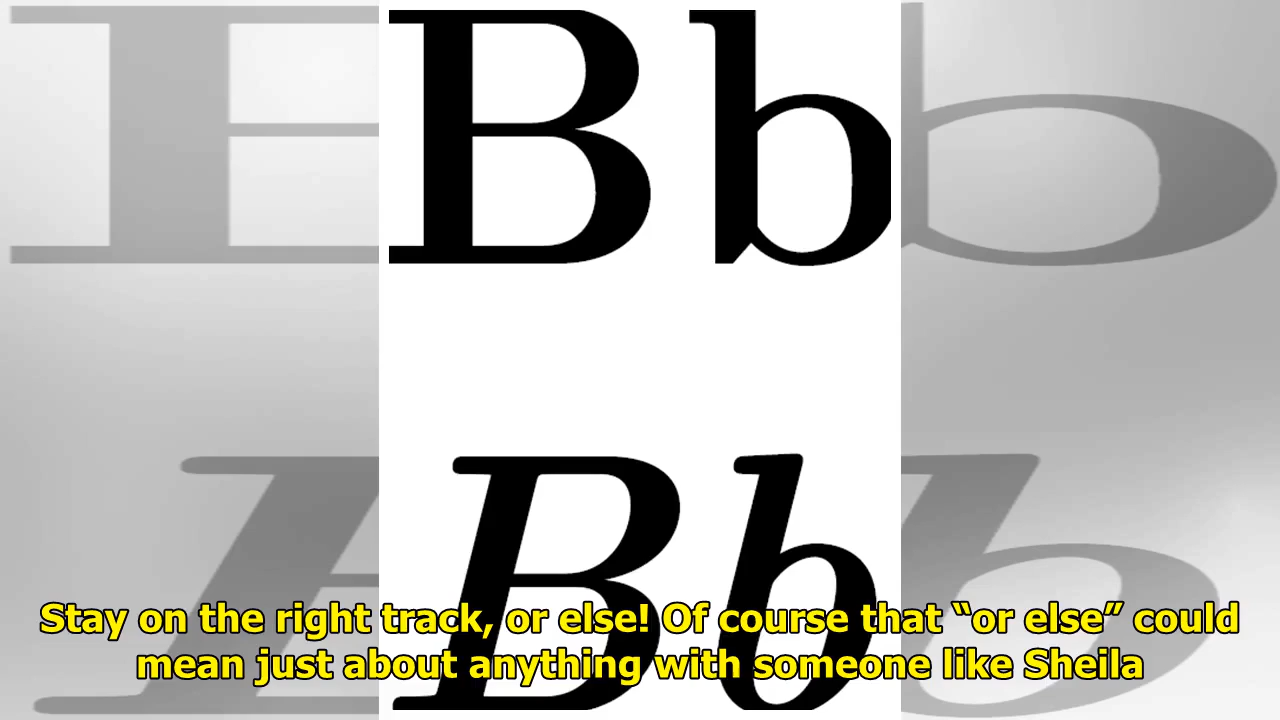 Bb
Bb
Stay on the right track, or else! Of course that “or else” could
mean just about anything with someone like Sheila